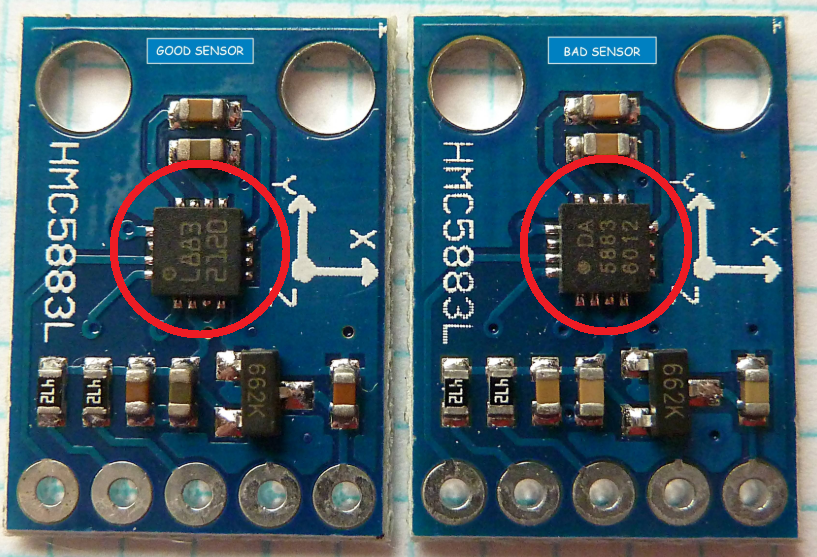 GOOD SENSOR
HMC5883L
L883
2120
Y
X
Z
472
472
662K
BAD SENSOR
HMC5883L
DA
5883
6012
Y
X
Z
472
472
662K